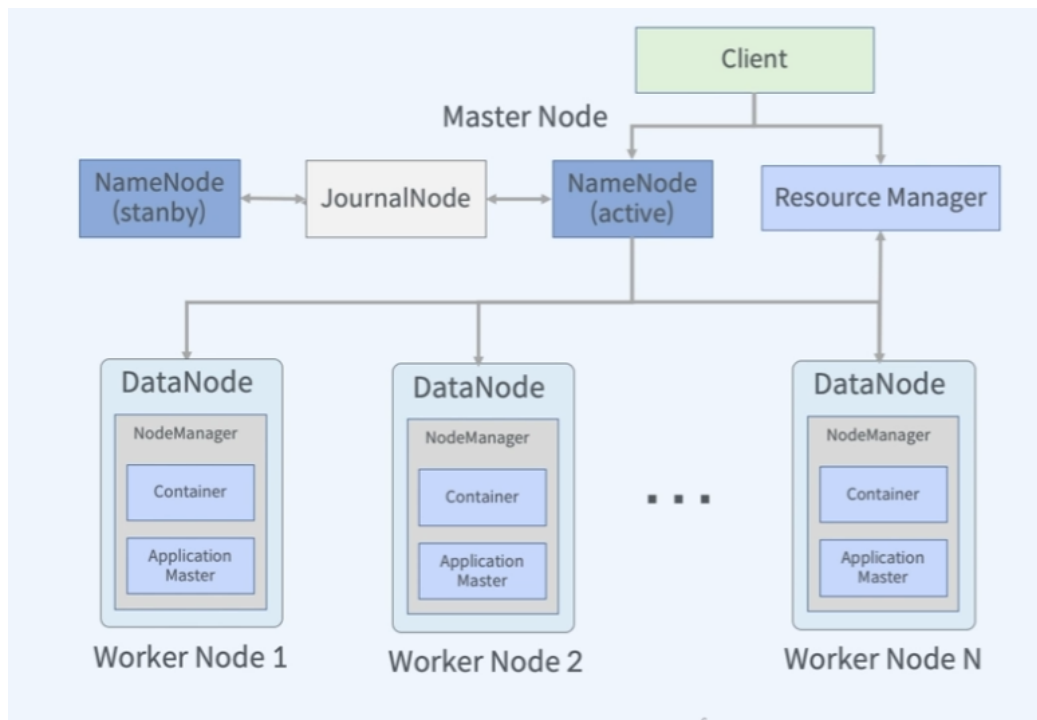 Client
Master Node
NameNode
(stanby)
JournalNode
NameNode
(active)
Resource Manager
DataNode
NodeManager
Container
Application
Master
Worker Node 1
DataNode
NodeManager
Container
Application
Master
Worker Node 2
...
DataNode
NodeManager
Container
Application
Master
Worker Node N